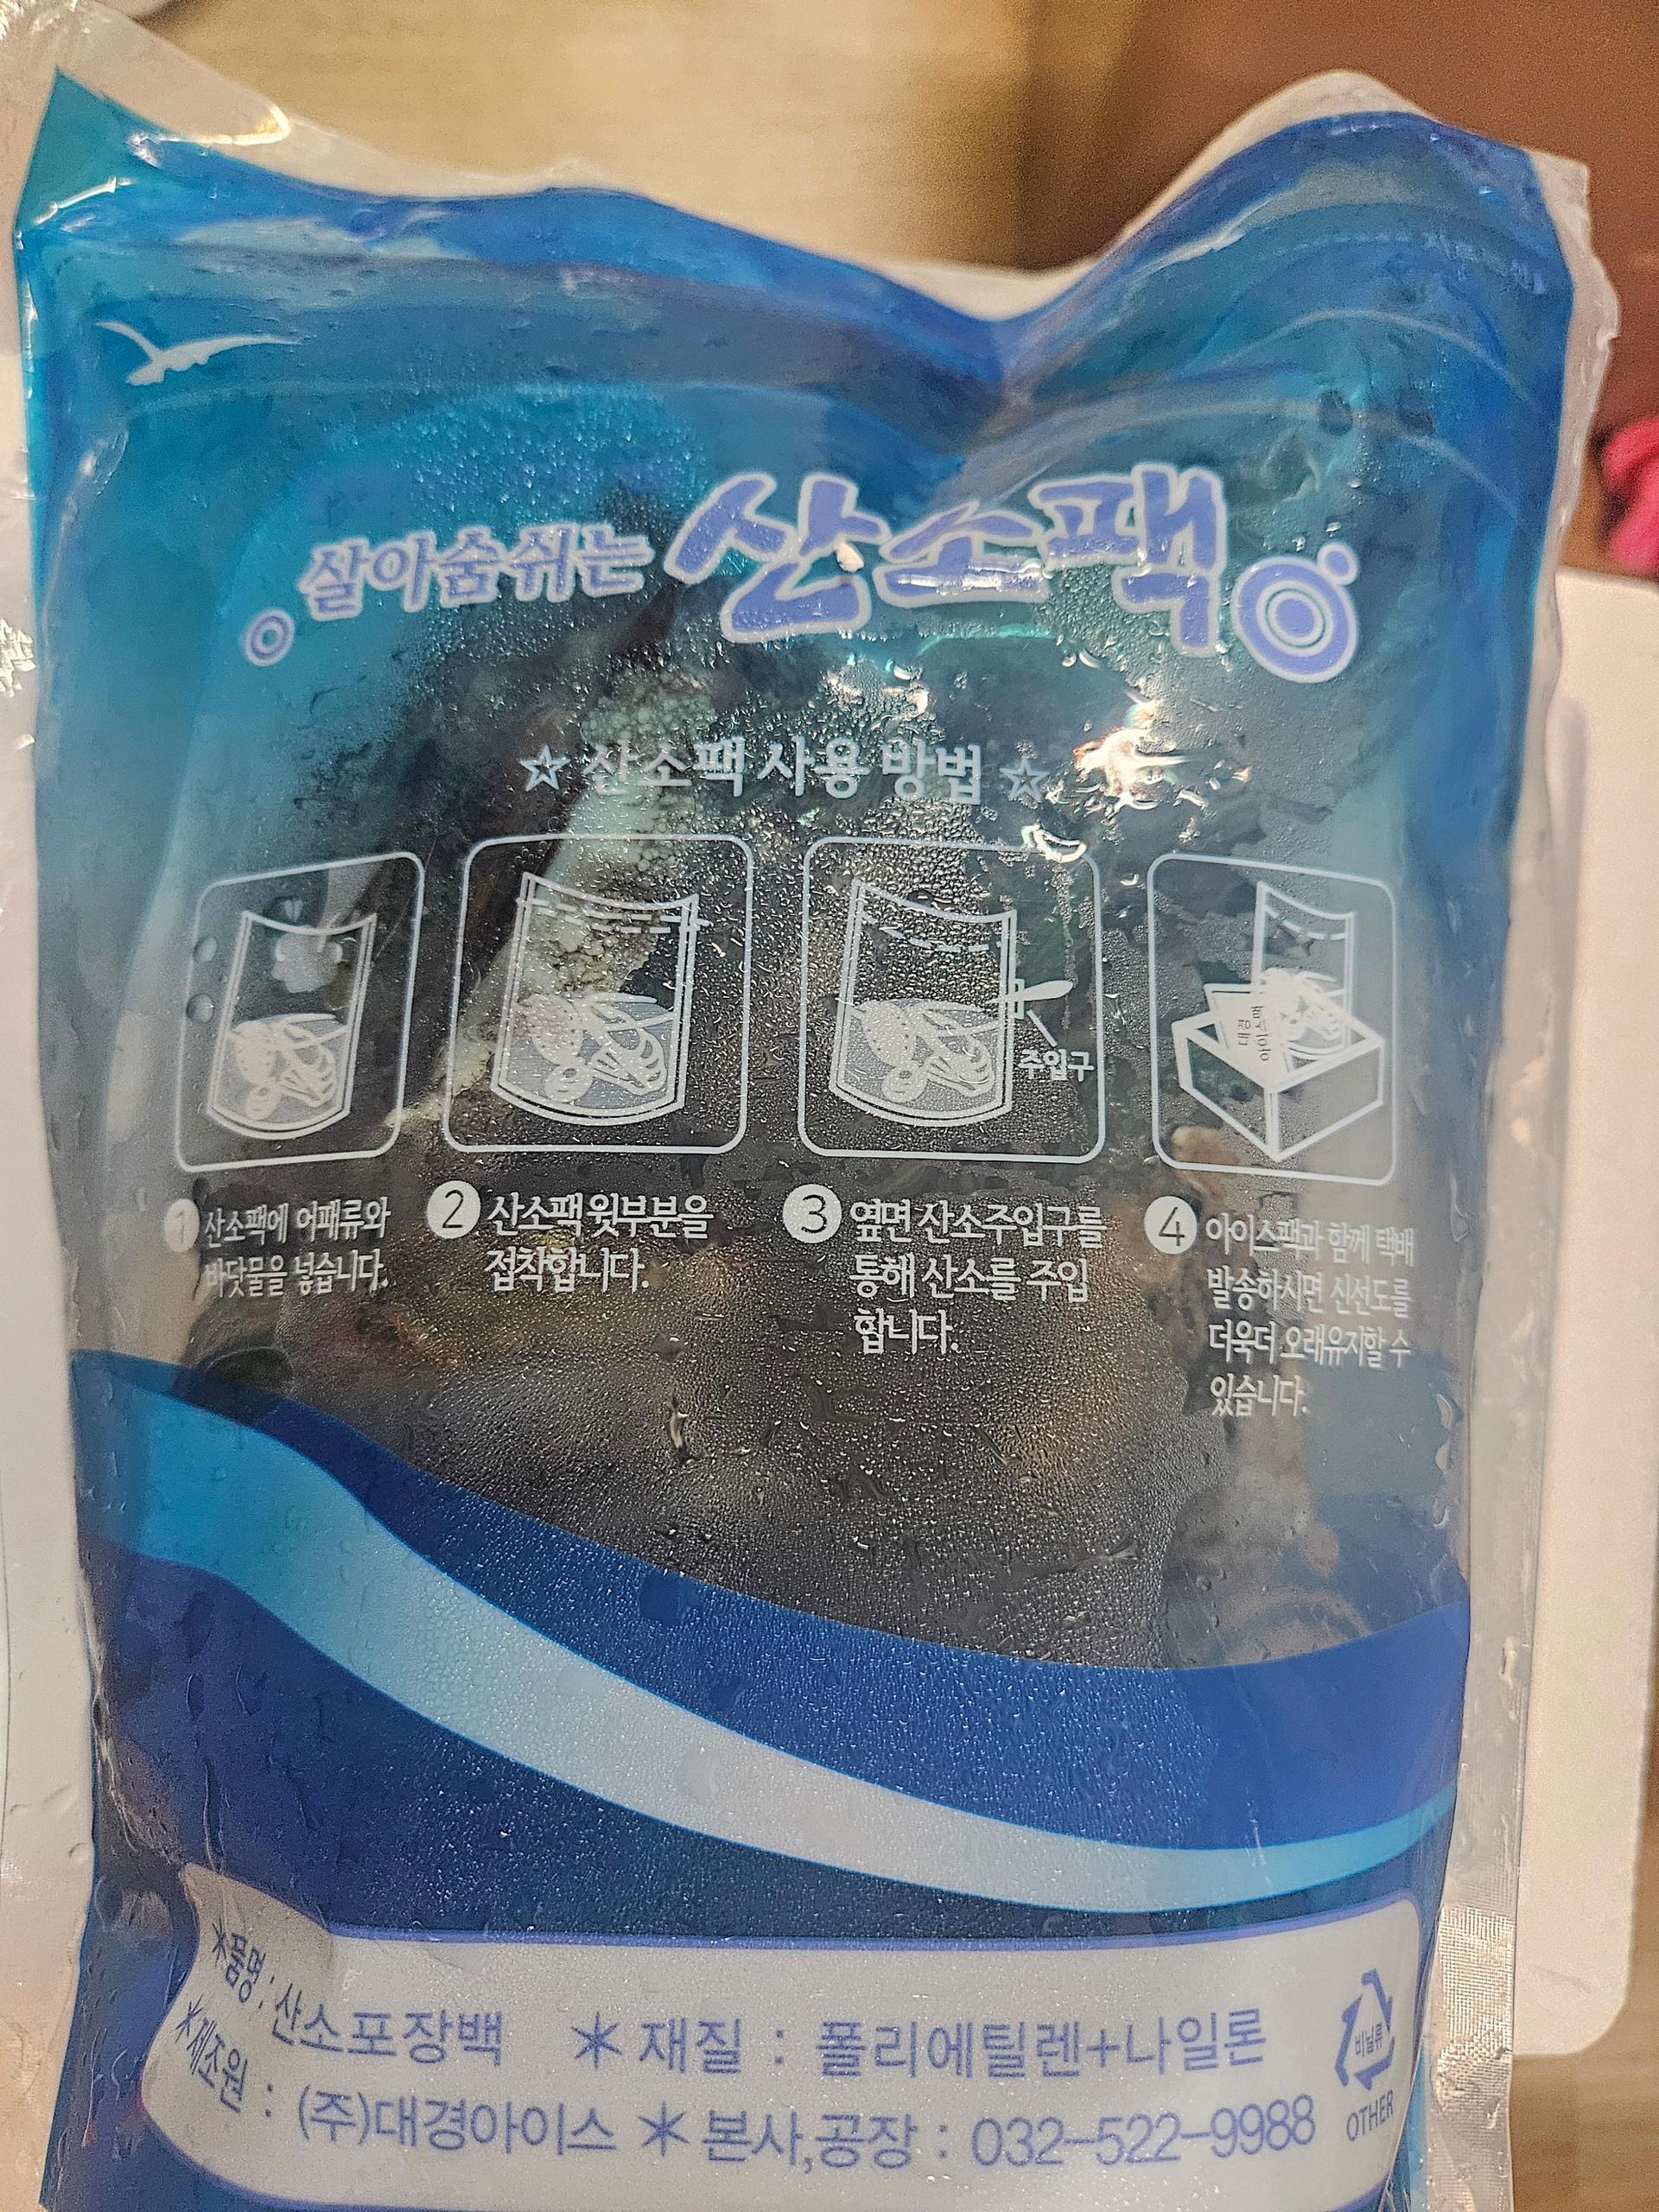 살아숨쉬는 산소팩
☆ 산소팩 사용 방법 ☆
주입구
대경
아이스팩
1 산소팩에 어패류와
바닷물을 넣습니다.
2 산소팩 윗부분을
접착합니다.
3 옆면 산소주입구를
통해 산소를 주입
합니다.
4 아이스팩과 함께 택배
발송하시면 신선도를
더욱더 오래유지할 수
있습니다.
*품명 : 산소포장백 *재질 : 폴리에틸렌+나일론
*제조원 : (주)대경아이스 *본사,공장 : 032-522-9988
비닐류
OTHER